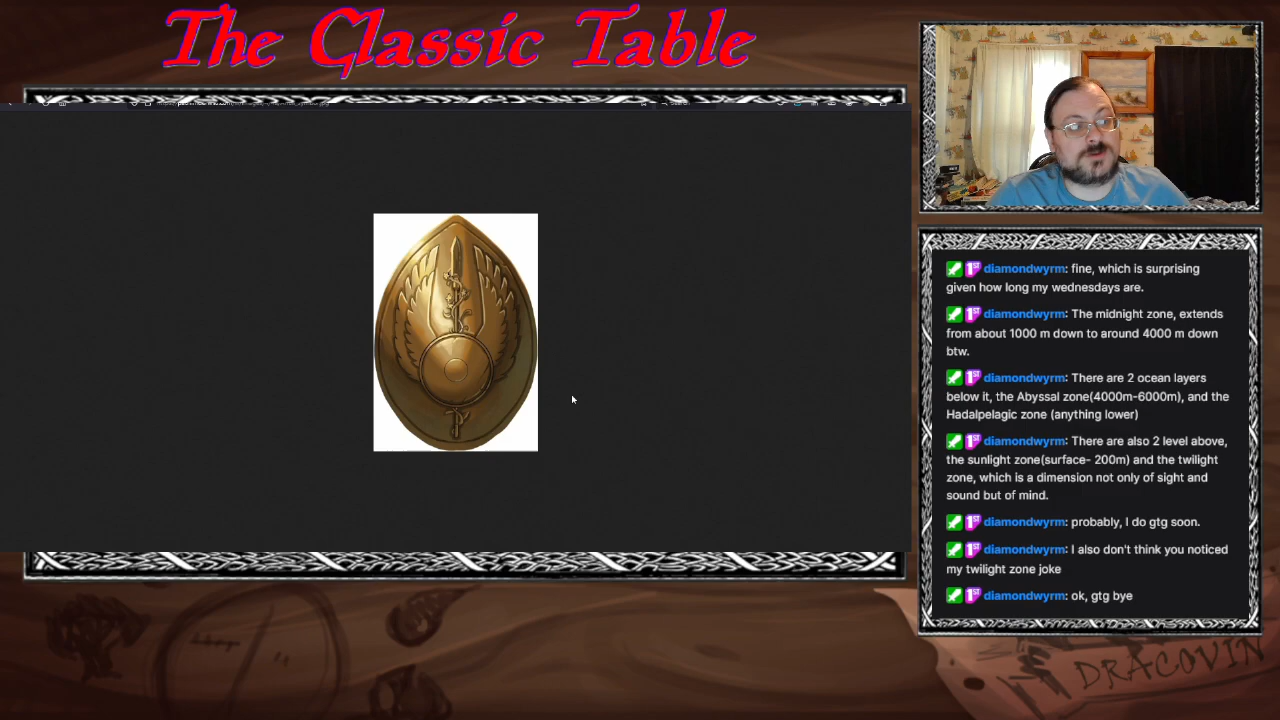 The Classic Table
diamondwyrm: fine, which is surprising
given how long my wednesdays are.
diamondwyrm: The midnight zone, extends
from about 1000 m down to around 4000 m down
btw.
diamondwyrm: There are 2 ocean layers
below it, the Abyssal zone(4000m-6000m), and the
Hadalpelagic zone (anything lower)
diamondwyrm: There are also 2 level above,
the sunlight zone(surface- 200m) and the twilight
zone, which is a dimension not only of sight and
sound but of mind.
diamondwyrm: probably, I do gtg soon.
diamondwyrm: I also don't think you noticed
my twilight zone joke
diamondwyrm: ok, gtg bye
DRACOVIN